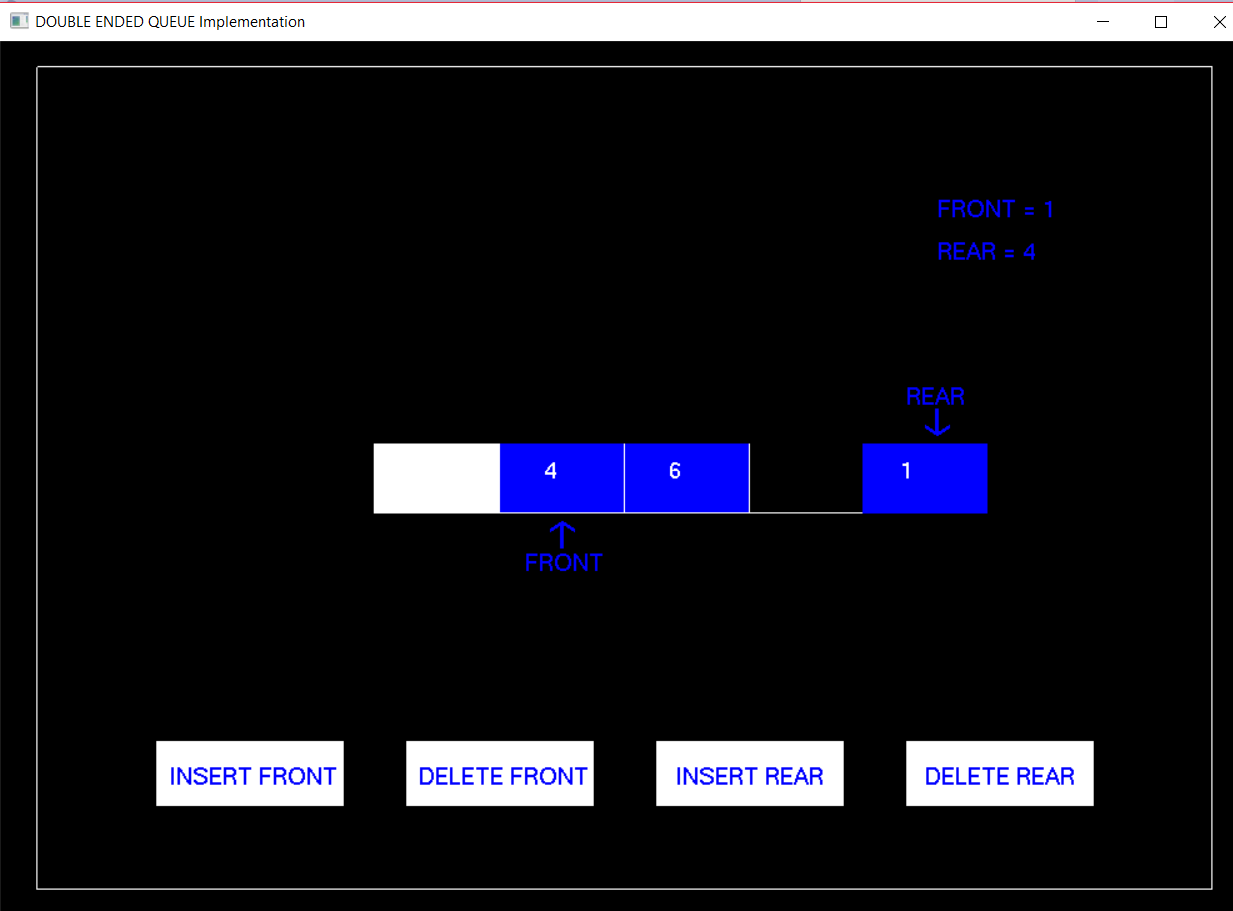 DOUBLE ENDED QUEUE Implementation
FRONT = 1
REAR = 4
REAR
4 6 1
FRONT
INSERT FRONT DELETE FRONT INSERT REAR DELETE REAR